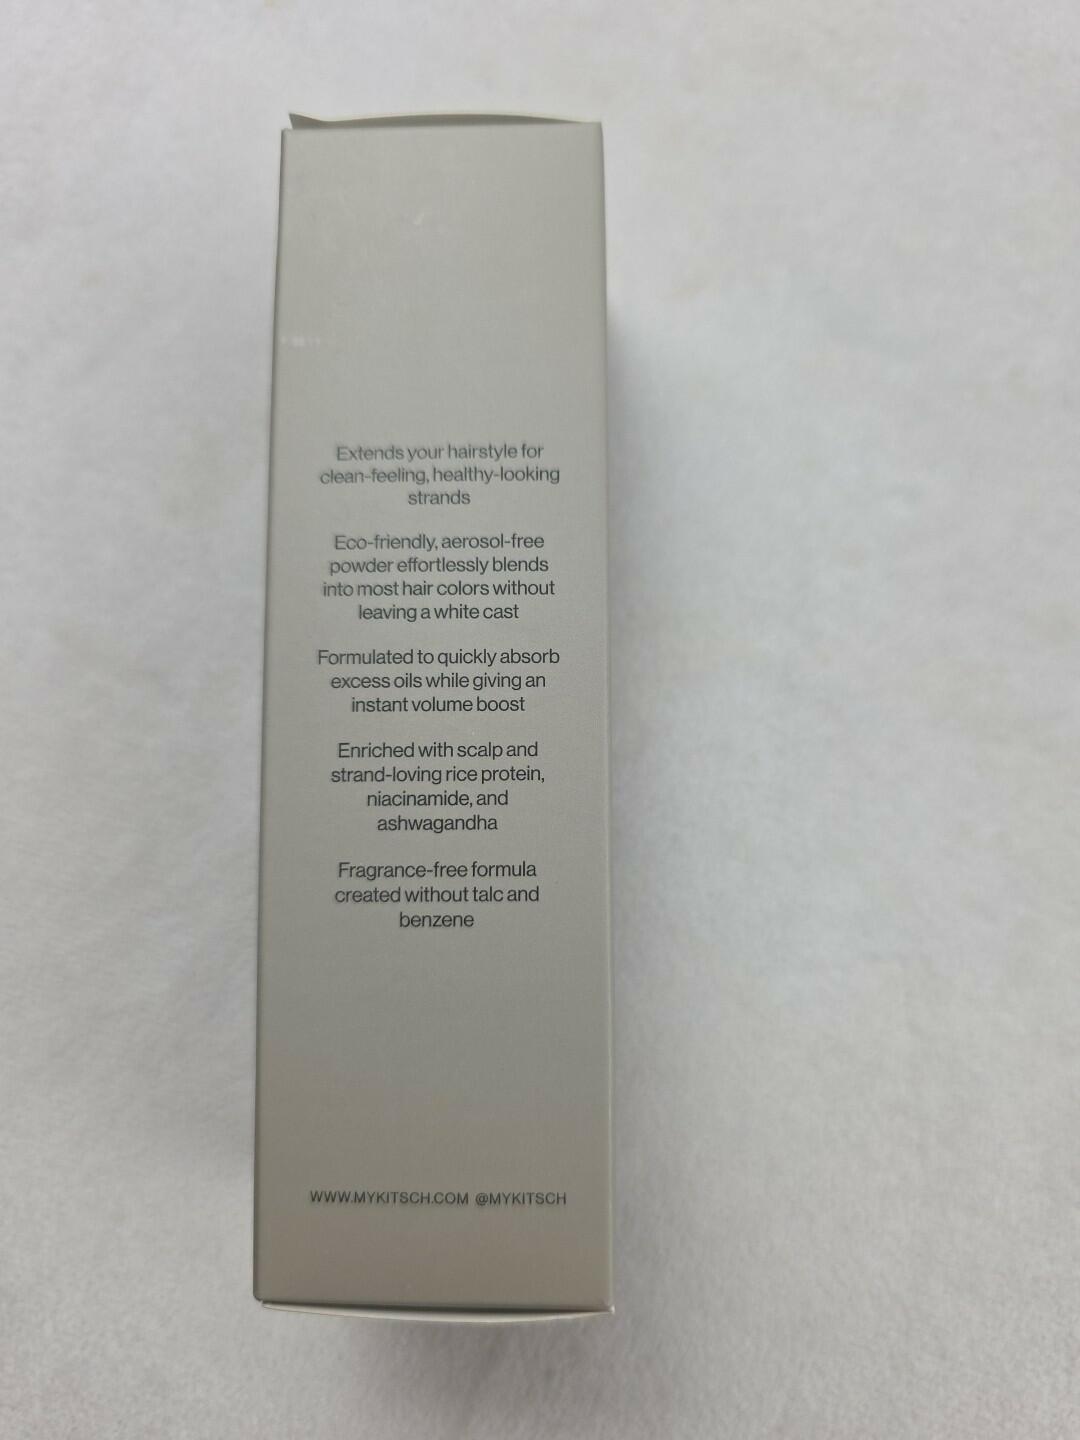 Extends your hairstyle for
clean-feeling, healthy-looking
strands
Eco-friendly, aerosol-free
powder effortlessly blends
into most hair colors without
leaving a white cast
Formulated to quickly absorb
excess oils while giving an
instant volume boost
Enriched with scalp and
strand-loving rice protein,
niacinamide, and
ashwagandha
Fragrance-free formula
created without talc and
benzene
WWW.MYKITSCH.COM @MYKITSCH